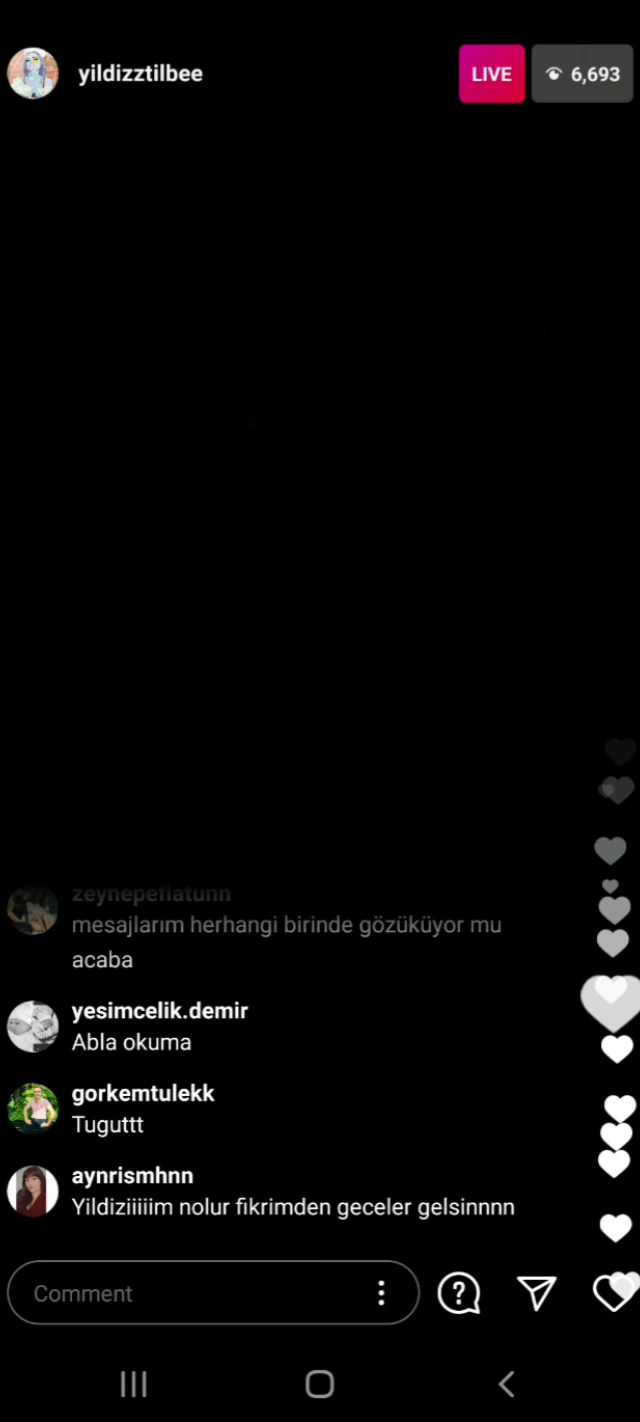 yildizztilbee
LIVE
6,693
zeynepeflatunn
mesajlarım herhangi birinde gözüküyor mu
acaba
yesimcelik.demir
Abla okuma
gorkemtulekk
Tuguttt
aynrismhnn
Yildiziiiiim nolur fikrimden geceler gelsinnnn
Comment